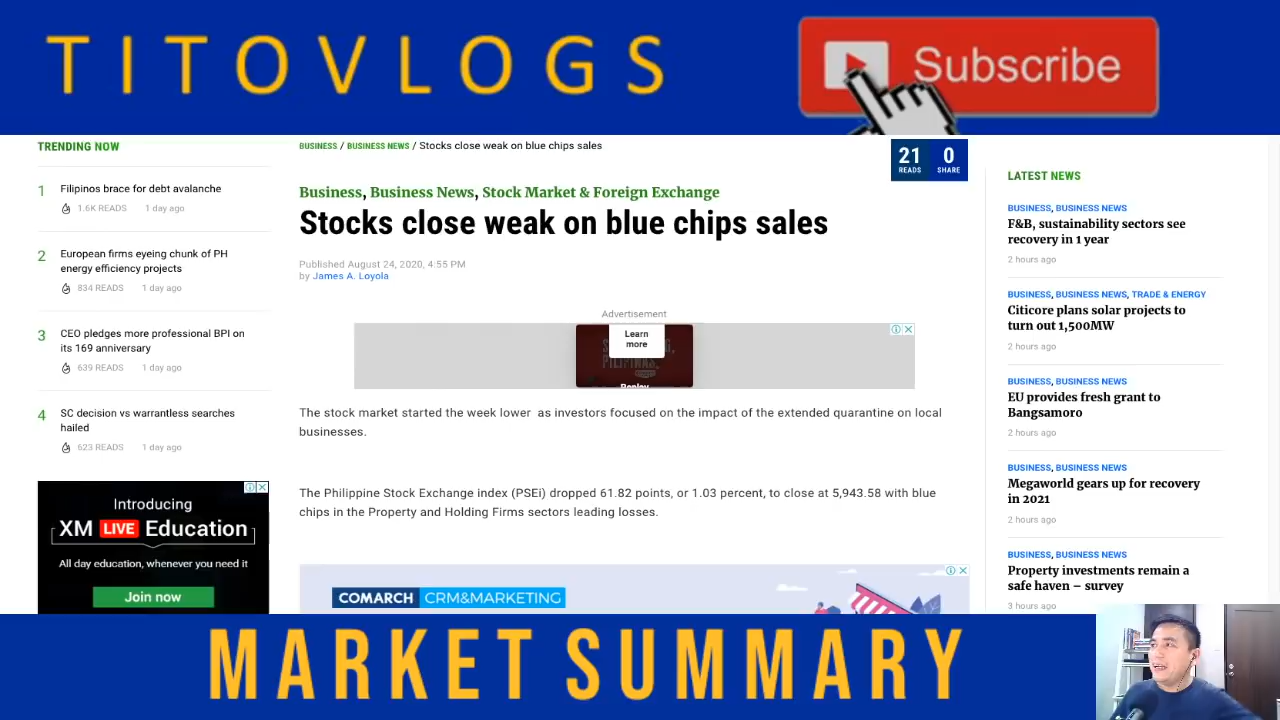 TITOVLOGS
Subscribe
TRENDING NOW
1 Filipinos brace for debt avalanche
1.6K READS 1 day ago
2 European firms eyeing chunk of PH
energy efficiency projects
834 READS 1 day ago
3 CEO pledges more professional BPI on
its 169 anniversary
639 READS 1 day ago
4 SC decision vs warrantless searches
hailed
623 READS 1 day ago
Introducing
XM LIVE Education
All day education, whenever you need it
Join now
BUSINESS / BUSINESS NEWS / Stocks close weak on blue chips sales
21 0
READS SHARE
Business, Business News, Stock Market & Foreign Exchange
Stocks close weak on blue chips sales
Published August 24, 2020, 4:55 PM
by James A. Loyola
Advertisement
Learn
more
PILIPINAS.
Replay
The stock market started the week lower as investors focused on the impact of the extended quarantine on local
businesses.
The Philippine Stock Exchange index (PSEi) dropped 61.82 points, or 1.03 percent, to close at 5,943.58 with blue
chips in the Property and Holding Firms sectors leading losses.
COMARCH CRM&MARKETING
LATEST NEWS
BUSINESS, BUSINESS NEWS
F&B, sustainability sectors see
recovery in 1 year
2 hours ago
BUSINESS, BUSINESS NEWS, TRADE & ENERGY
Citicore plans solar projects to
turn out 1,500MW
2 hours ago
BUSINESS, BUSINESS NEWS
EU provides fresh grant to
Bangsamoro
2 hours ago
BUSINESS, BUSINESS NEWS
Megaworld gears up for recovery
in 2021
2 hours ago
BUSINESS, BUSINESS NEWS
Property investments remain a
safe haven – survey
3 hours ago
MARKET SUMMARY